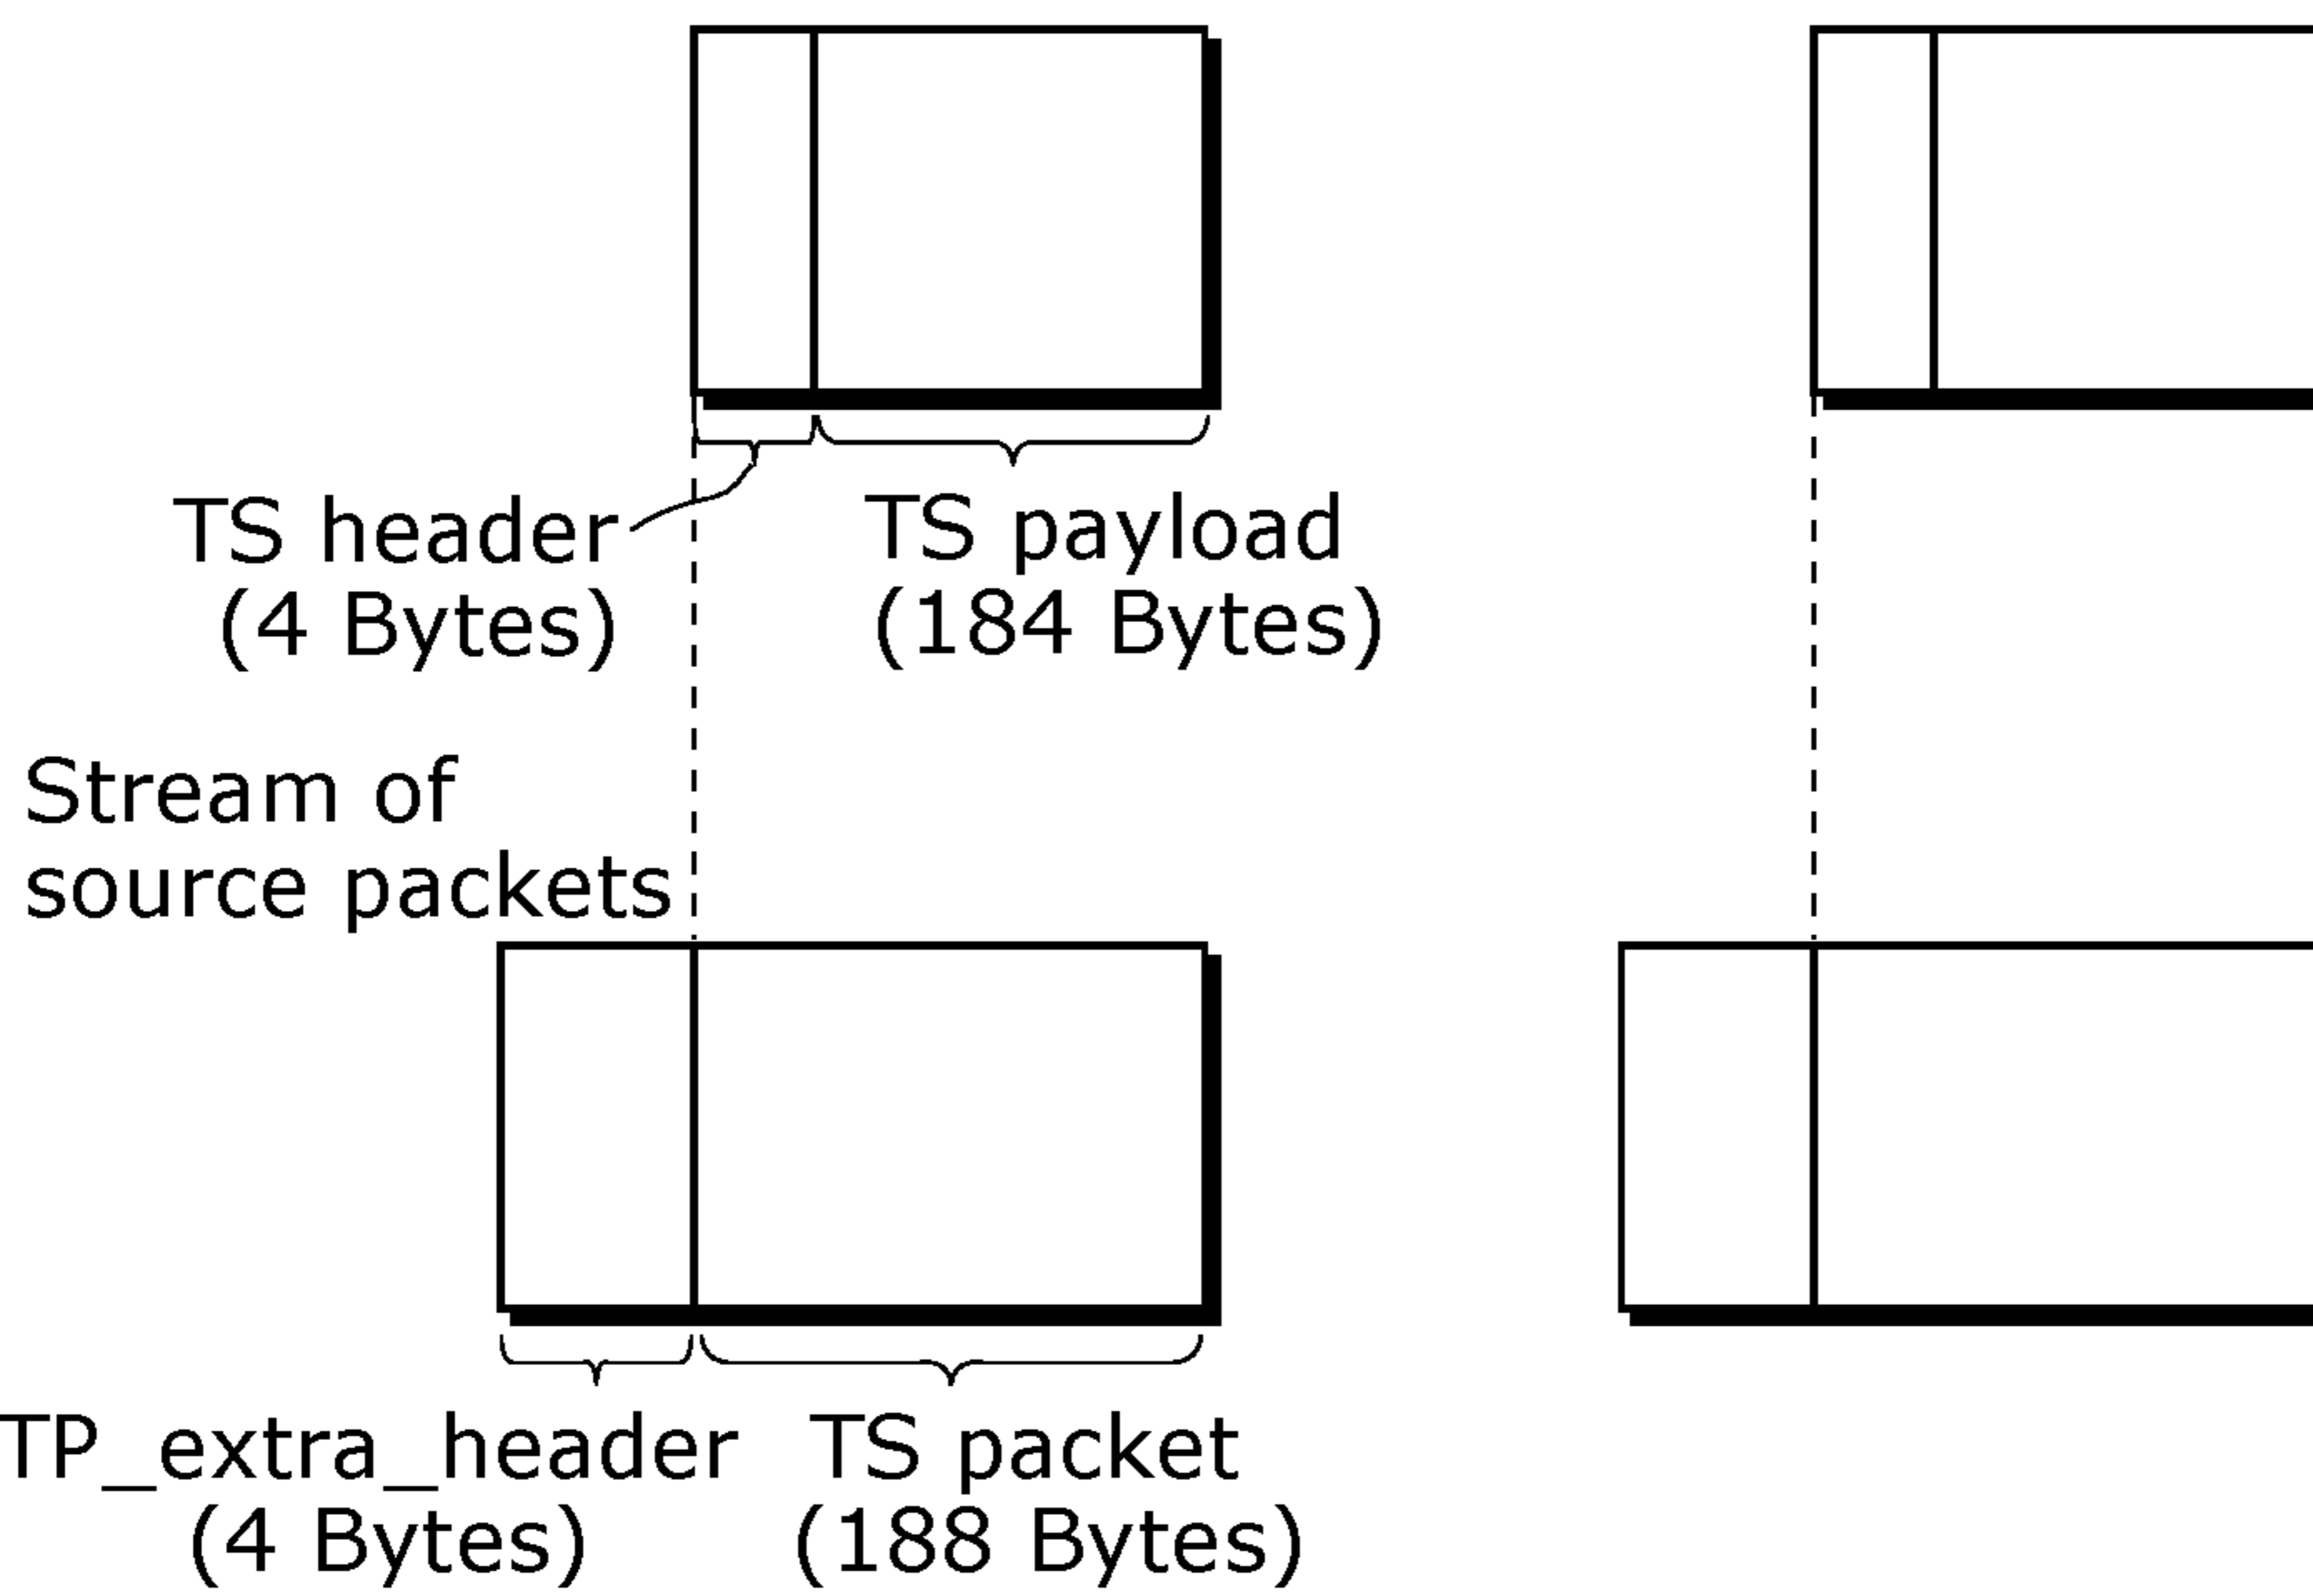 TS header
(4 Bytes)
TS payload
(184 Bytes)
Stream of
source packets
TP_extra_header
(4 Bytes)
TS packet
(188 Bytes)